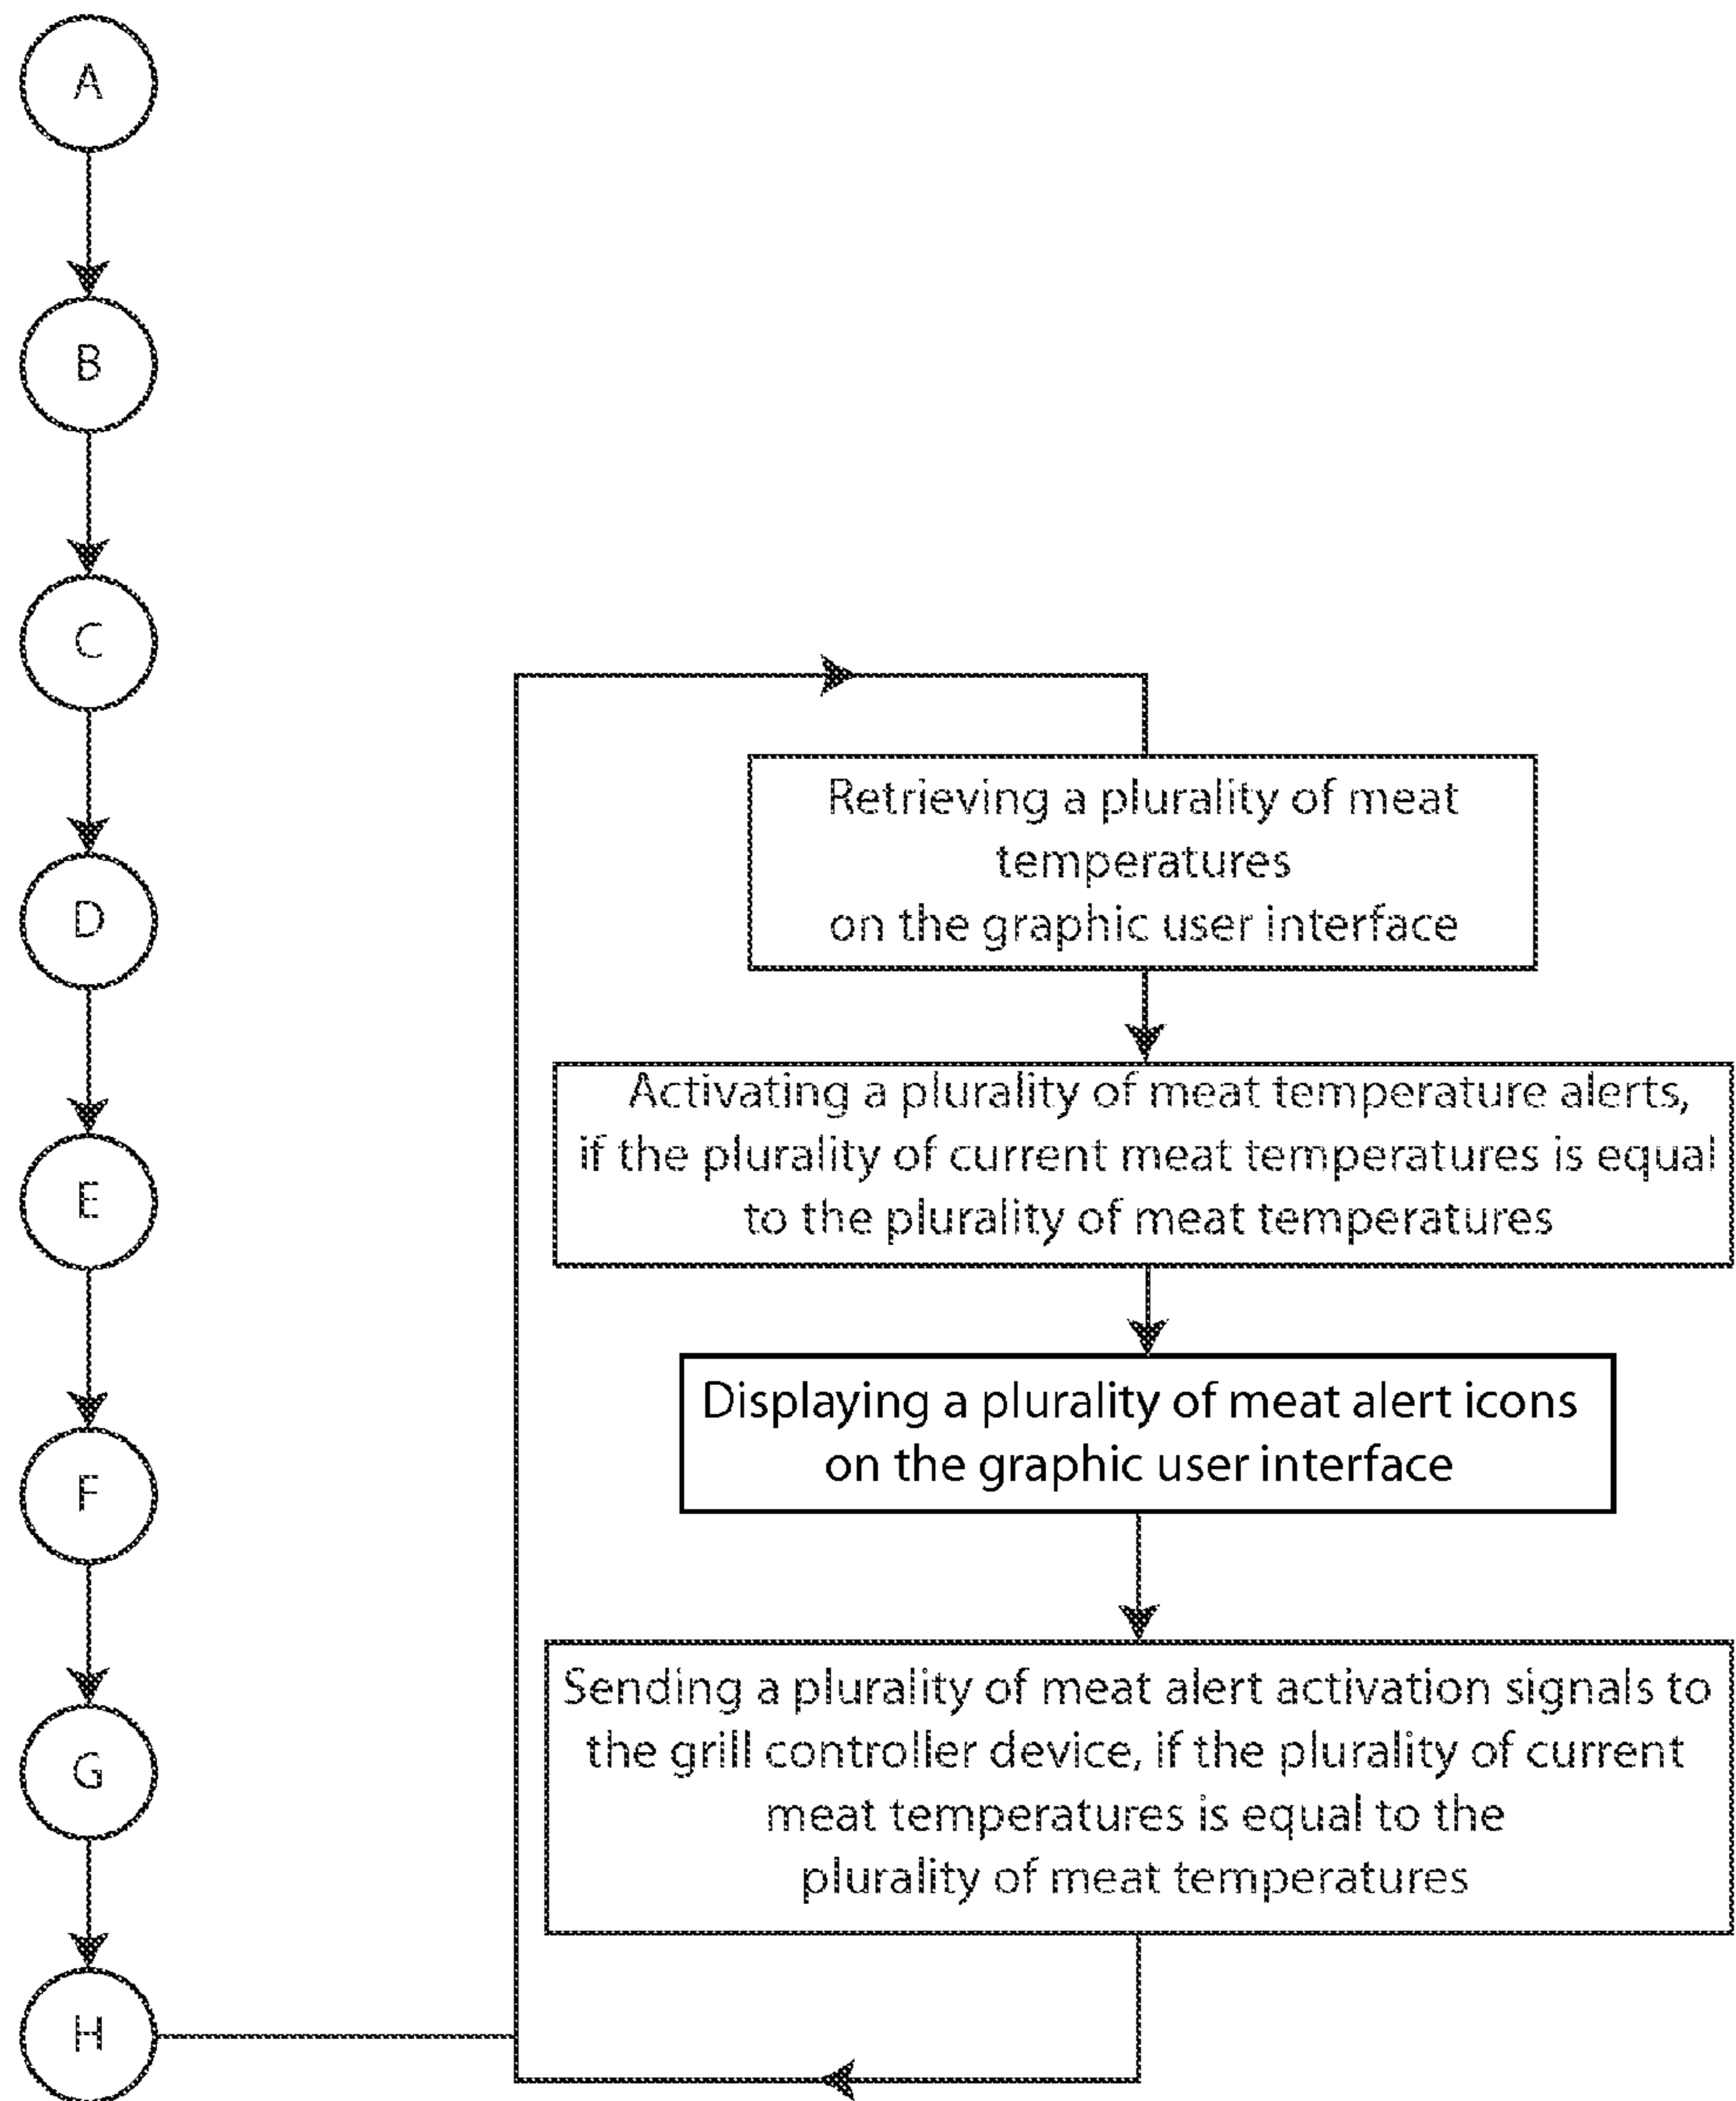 A
B
C
D
E
F
G
H
Retrieving a plurality of meat
temperatures
on the graphic user interface
Activating a plurality of meat temperature alerts,
if the plurality of current meat temperatures is equal
to the plurality of meat temperatures
Displaying a plurality of meat alert icons
on the graphic user interface
Sending a plurality of meat alert activation signals to
the grill controller device, if the plurality of current
meat temperatures is equal to the
plurality of meat temperatures